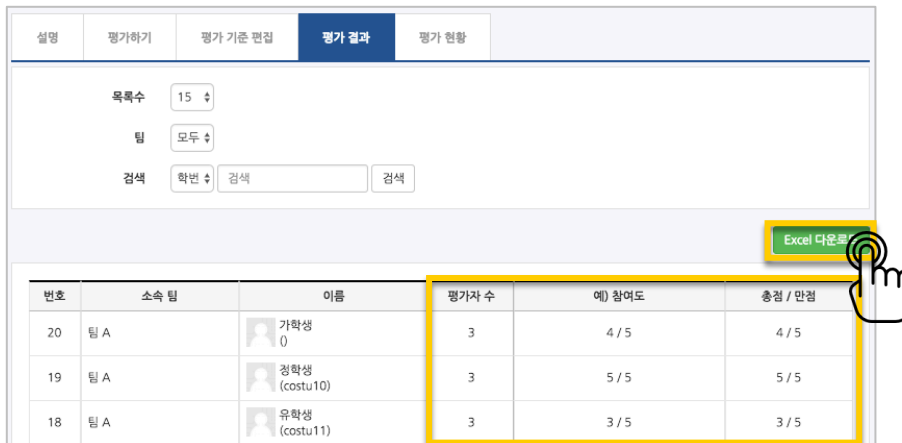 설명 평가하기 평가 기준 편집 평가 결과 평가 현황
목록수 15
팀 모두
검색 학번 검색 검색
Excel 다운로드
번호 소속 팀 이름 평가자 수 예) 참여도 총점 / 만점
20 팀 A 가학생 3 4 / 5 4 / 5
()
19 팀 A 정학생 3 5 / 5 5 / 5
(costu10)
18 팀 A 유학생 3 3 / 5 3 / 5
(costu11)